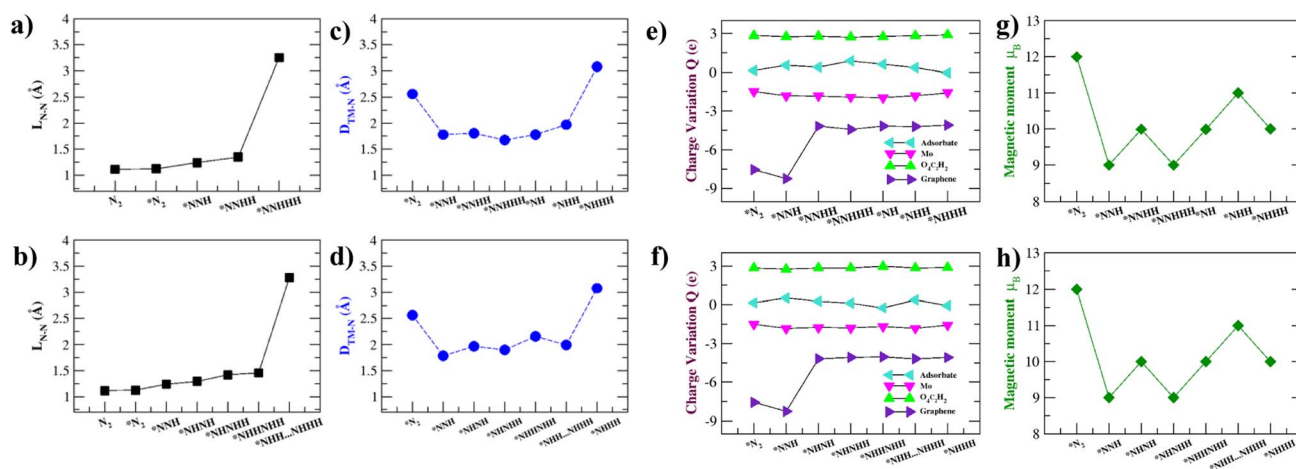 a)
L_N-N (Å)
4
3.5
3
2.5
2
1.5
1
N₂
*N₂
*NNH
*NNHH
*NNHHH
c)
D_TM-N (Å)
4
3.5
3
2.5
2
1.5
1
*N₂
*NNH
*NNHH
*NNHHH
*NH
*NHH
*NHHH
e)
Charge Variation Q (e)
3
0
-3
-6
-9
Adsorbate
Mo
O₄C₂H₂
Graphene
*N₂
*NNH
*NNHH
*NNHHH
*NH
*NHH
*NHHH
g)
Magnetic moment μ_B
13
12
11
10
9
8
*N₂
*NNH
*NNHH
*NNHHH
*NH
*NHH
*NHHH
b)
L_N-N (Å)
4
3.5
3
2.5
2
1.5
1
N₂
*N₂
*NNH
*NHNH
*NHNHH
*NHHNHH
*NHH...NHHH
d)
D_TM-N (Å)
4
3.5
3
2.5
2
1.5
1
*N₂
*NNH
*NHNH
*NHNHH
*NHHNHH
*NHH...NHHH
*NHHH
f)
Charge Variation Q (e)
3
0
-3
-6
-9
Adsorbate
Mo
O₄C₂H₂
Graphene
*N₂
*NNH
*NHNH
*NHNHH
*NHHNHH
*NHH...NHHH
*NHHH
h)
Magnetic moment μ_B
13
12
11
10
9
8
*N₂
*NNH
*NHNH
*NHNHH
*NHHNHH
*NHH...NHHH
*NHHH